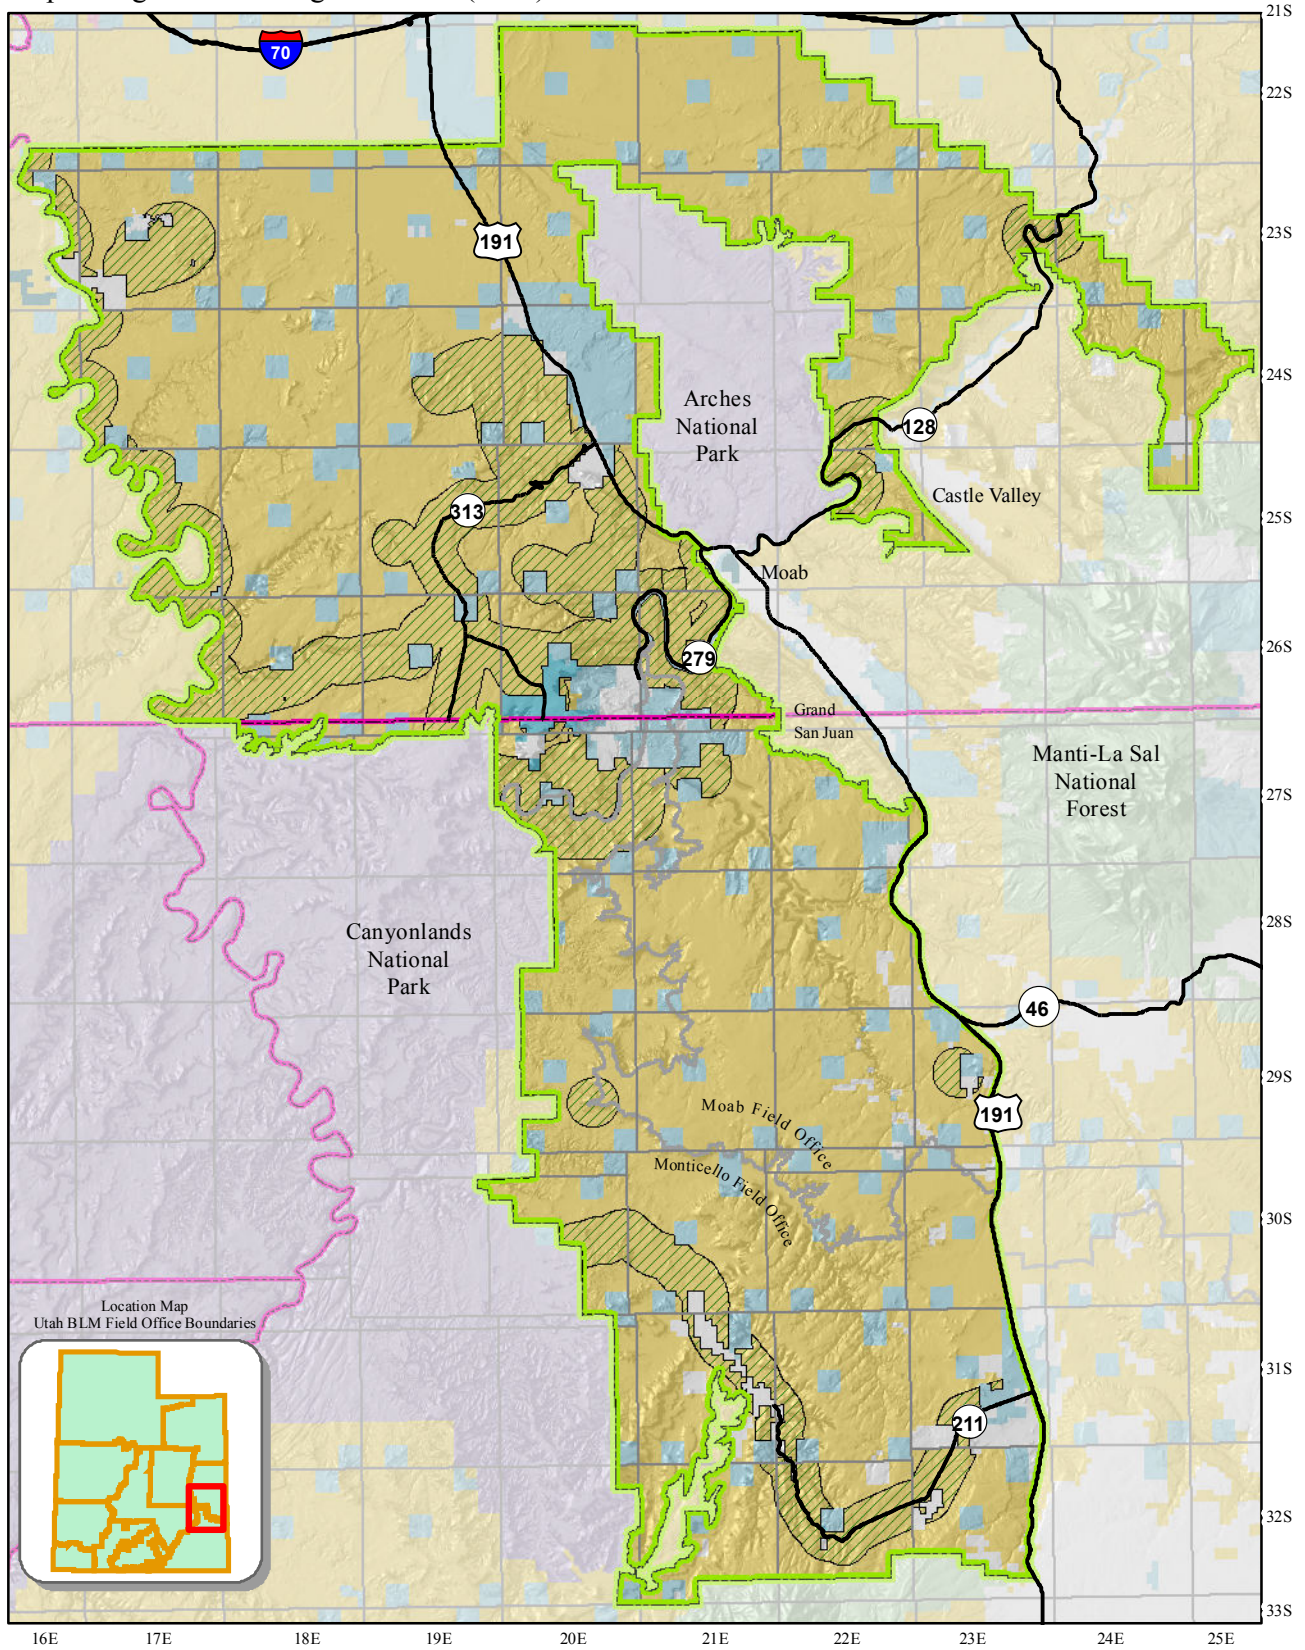 21S
70
22S
191
23S
24S
Arches
National
Park
128
Castle Valley
313
25S
Moab
279
26S
Grand
San Juan
Manti-La Sal
National
Forest
27S
Canyonlands
National
Park
28S
46
29S
191
Moab Field Office
Monticello Field Office
30S
Location Map
Utah BLM Field Office Boundaries
31S
211
32S
33S
16E 17E 18E 19E 20E 21E 22E 23E 24E 25E